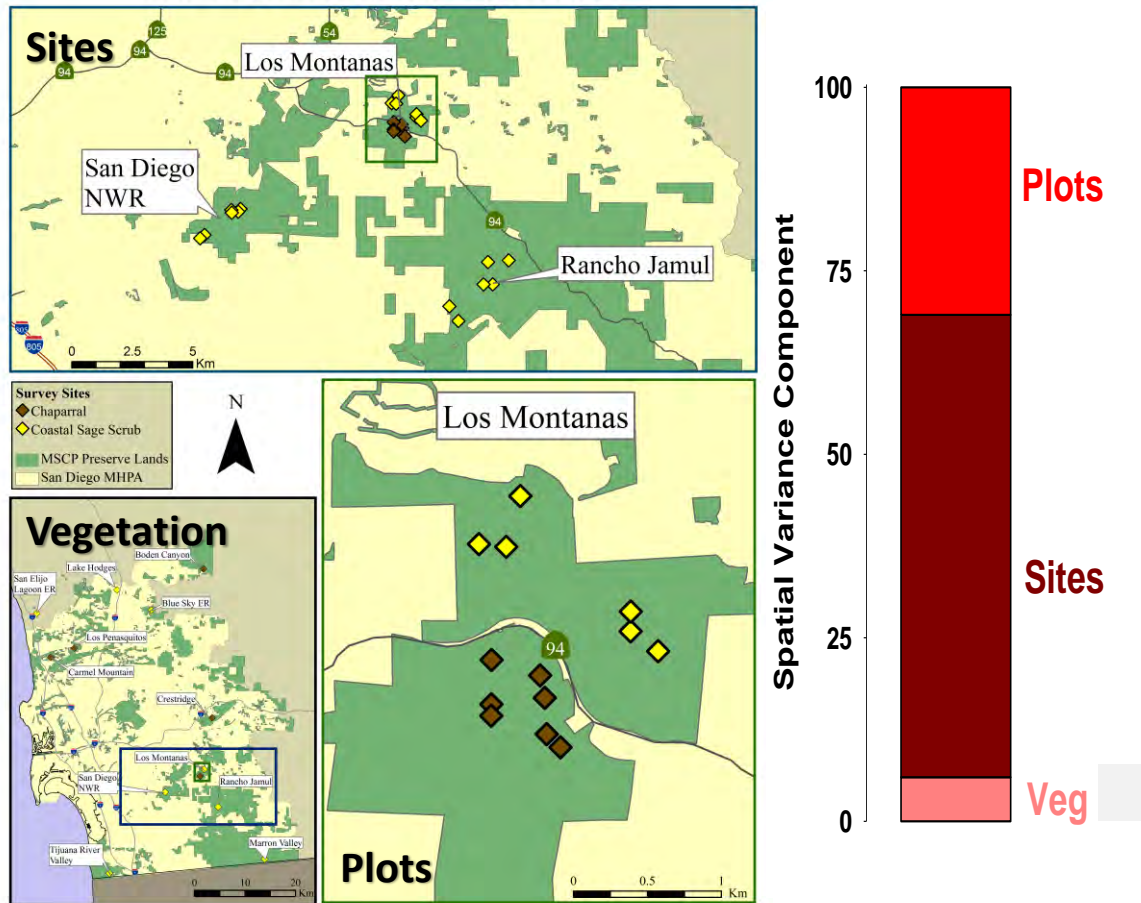 Sites
125
54
94
94
94
Los Montanas
San Diego
NWR
94
Rancho Jamul
805
805
0 2.5 5
Km
Survey Sites
Chaparral
Coastal Sage Scrub
MSCP Preserve Lands
San Diego MHPA
N
Vegetation
Boden Canyon
Lake Hodges
San Elijo
Lagoon ER
Blue Sky ER
Los Penasquitos
Carmel Mountain
Crestridge
Los Montanas
San Diego
NWR
Rancho Jamul
Tijuana River
Valley
Marron Valley
0 10 20
Km
Los Montanas
94
Plots
0 0.5 1
Km
Spatial Variance Component
100
75
50
25
0
Plots
Sites
Veg